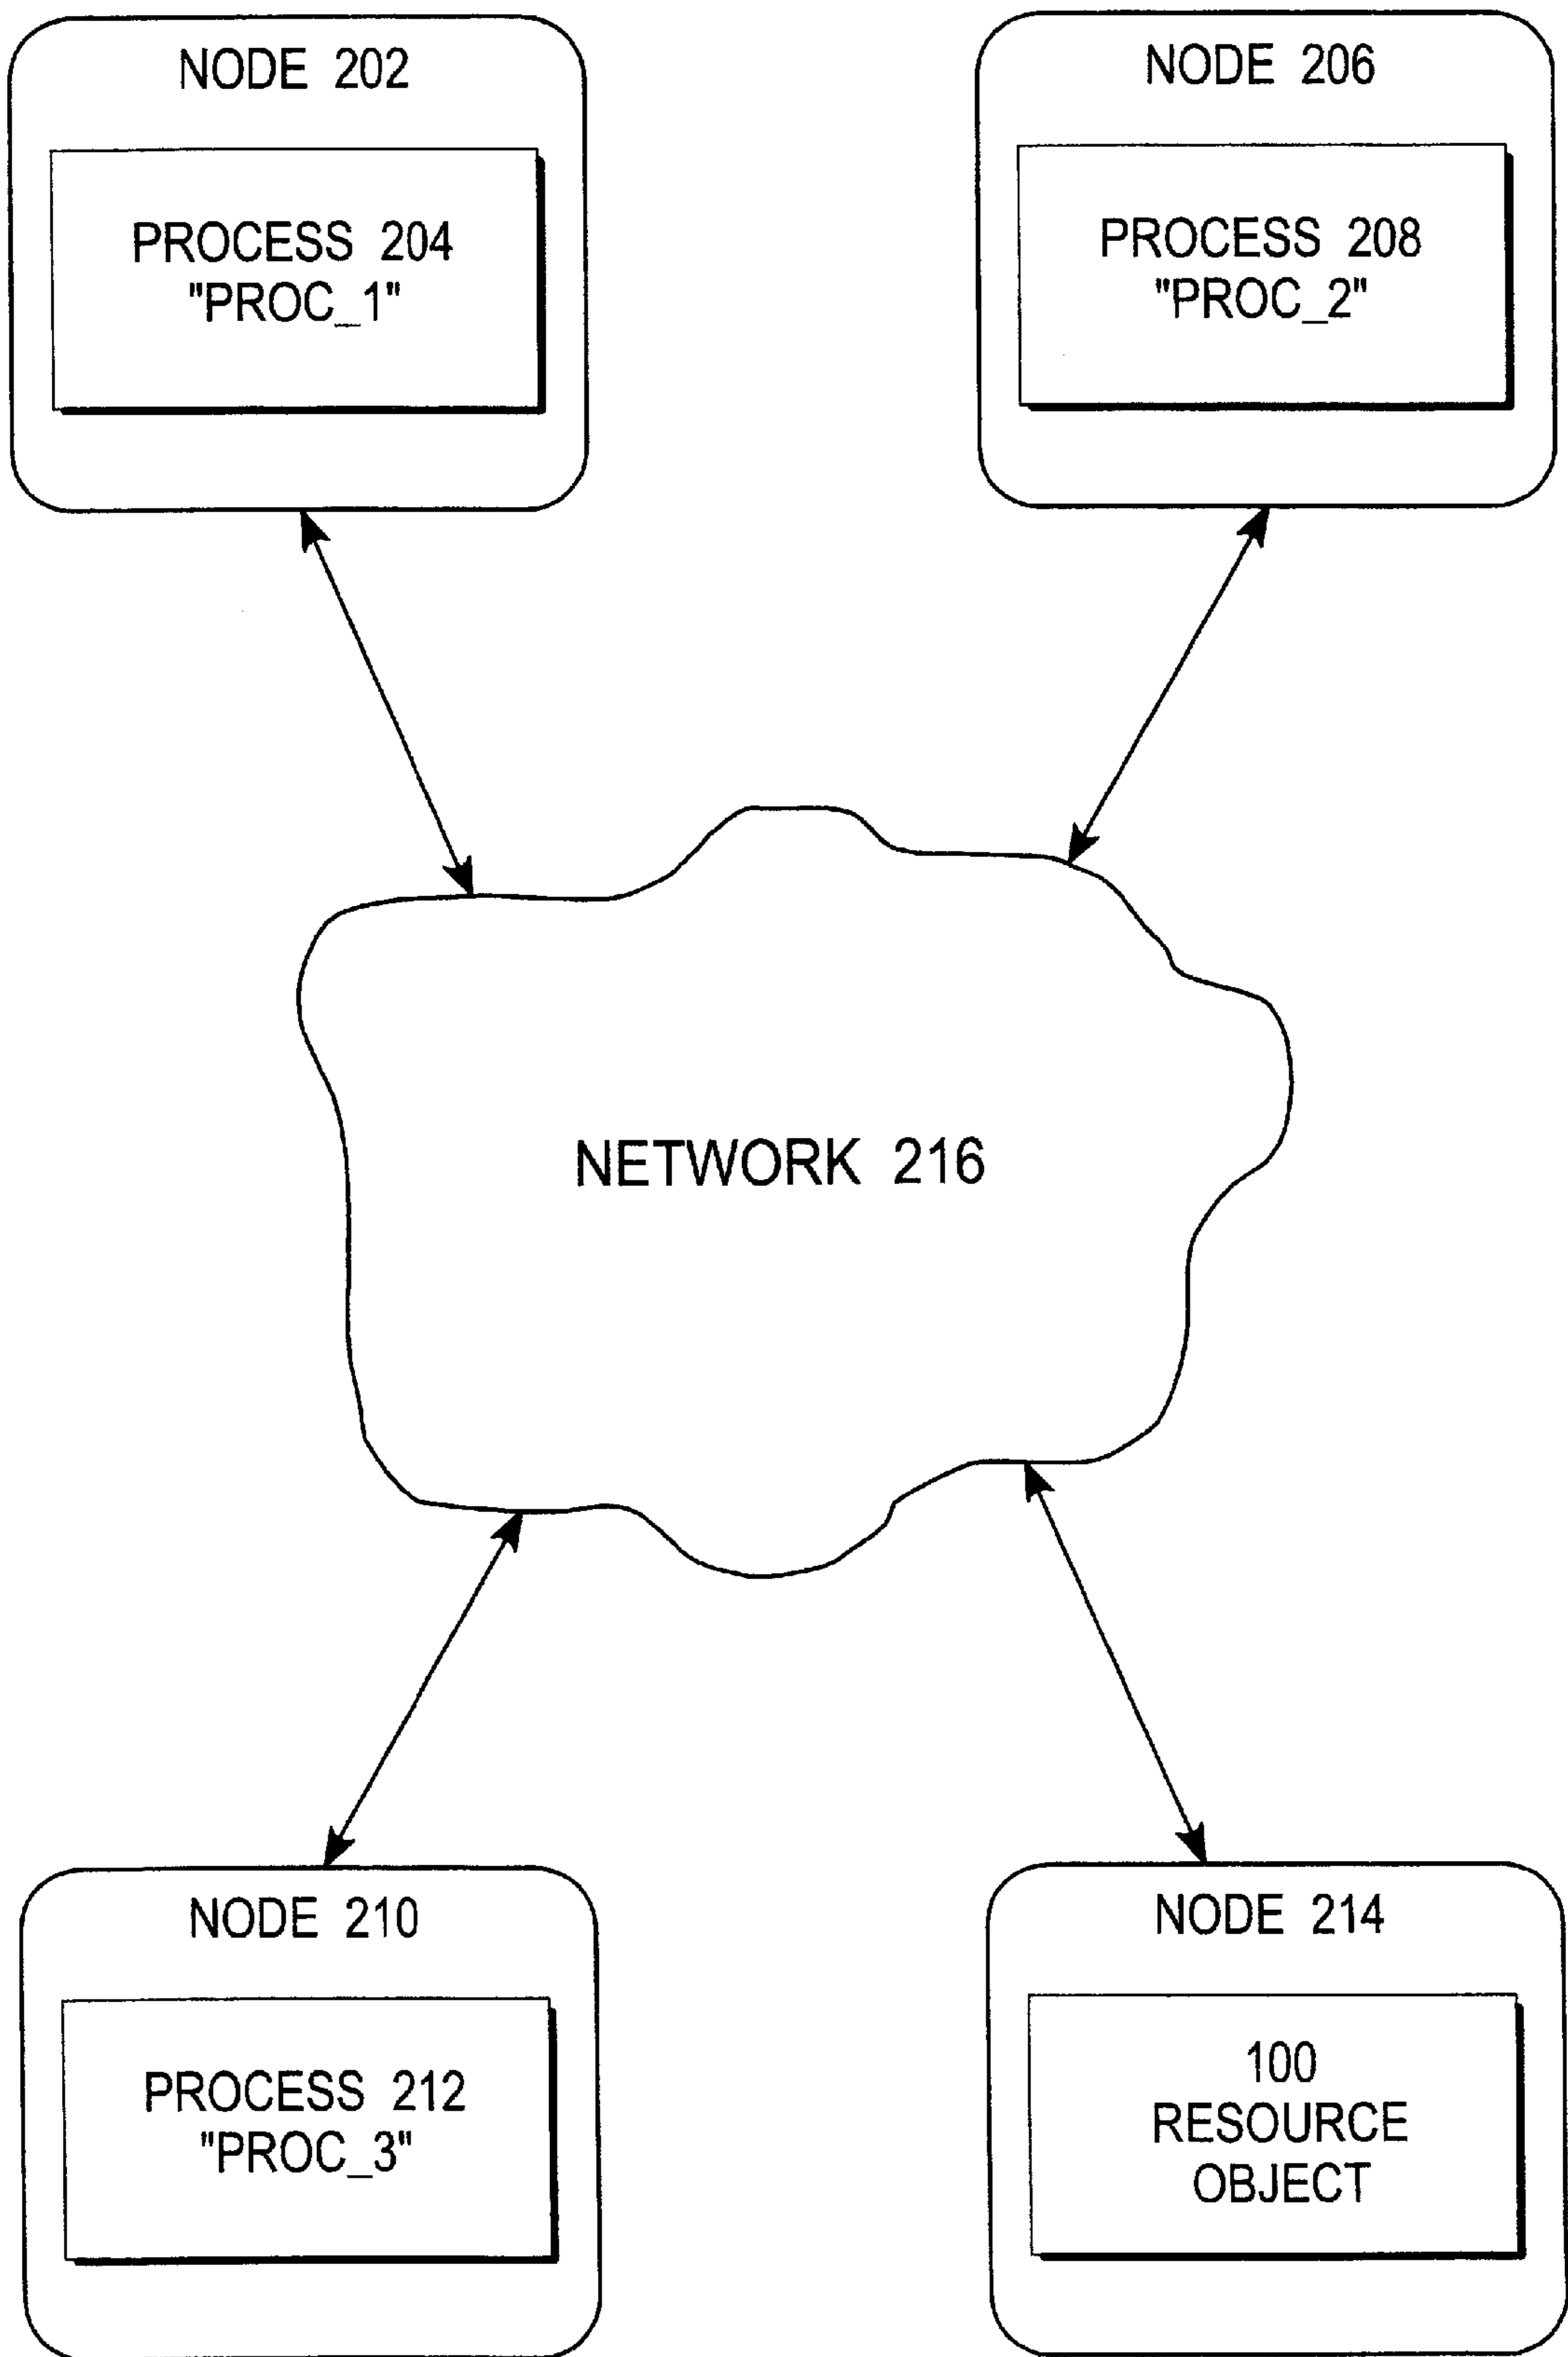 NODE 202
PROCESS 204
"PROC_1"
NODE 206
PROCESS 208
"PROC_2"
NETWORK 216
NODE 210
PROCESS 212
"PROC_3"
NODE 214
100
RESOURCE
OBJECT